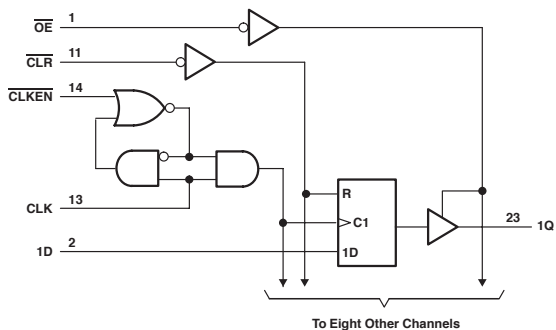 OE 1
CLR 11
CLKEN 14
CLK 13
1D 2
R
C1
1D
23 1Q
To Eight Other Channels